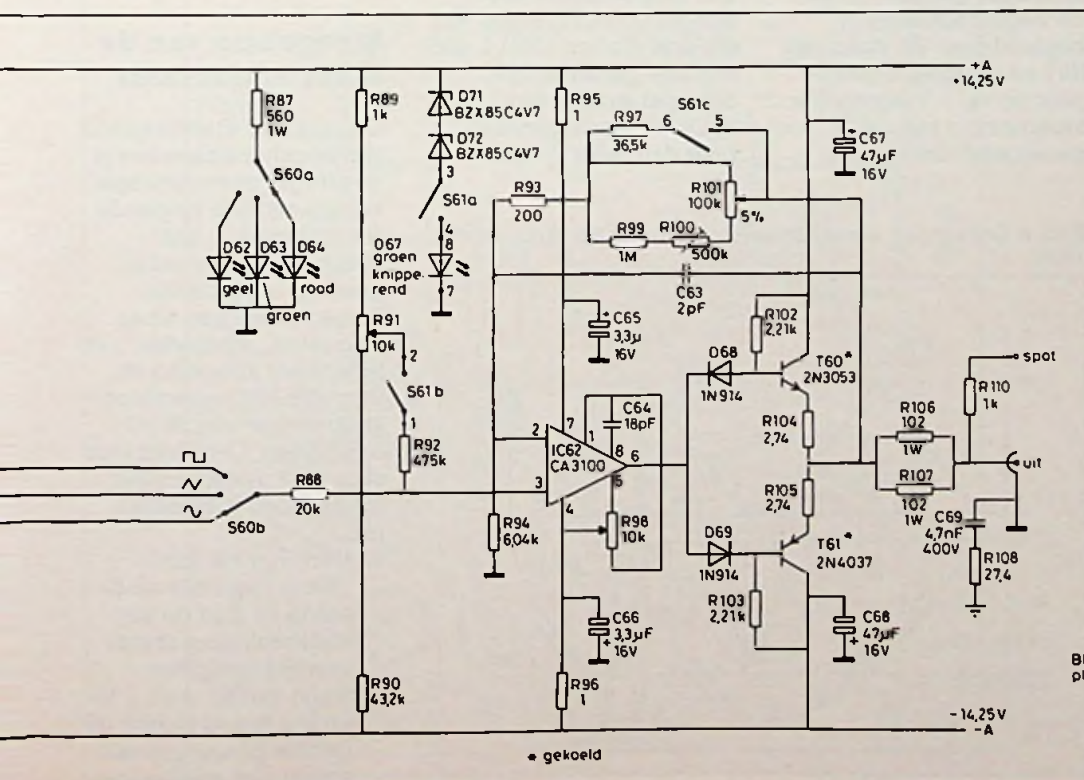 +A
+14,25V
R87
560
1W
S60a
D62
D63
D64
geel
rood
groen
R89
1k
D71
BZX85C4V7
D72
BZX85C4V7
3
S61a
4
8
D67
groen
knippe.
rend
7
R91
10k
2
S61b
1
R92
475k
R88
20k
S60b
R90
43,2k
R95
1
R97
36,5k
6
S61c
5
R93
200
R101
100k
5%
R99
1M
R100
500k
C63
2pF
C67
47µF
16V
C65
3,3µ
16V
R102
2,21k
D68
1N914
T60*
2N3053
R104
2,74
7
1
C64
18pF
8
2
IC62
CA3100
6
3
5
4
R94
6,04k
R98
10k
R105
2,74
D69
1N914
T61*
2N4037
R103
2,21k
C66
3,3µF
16V
C68
47µF
16V
R96
1
R106
102
1W
R107
102
1W
spot
R110
1k
uit
C69
4,7nF
400V
R108
27,4
-14,25V
-A
* gekoeld